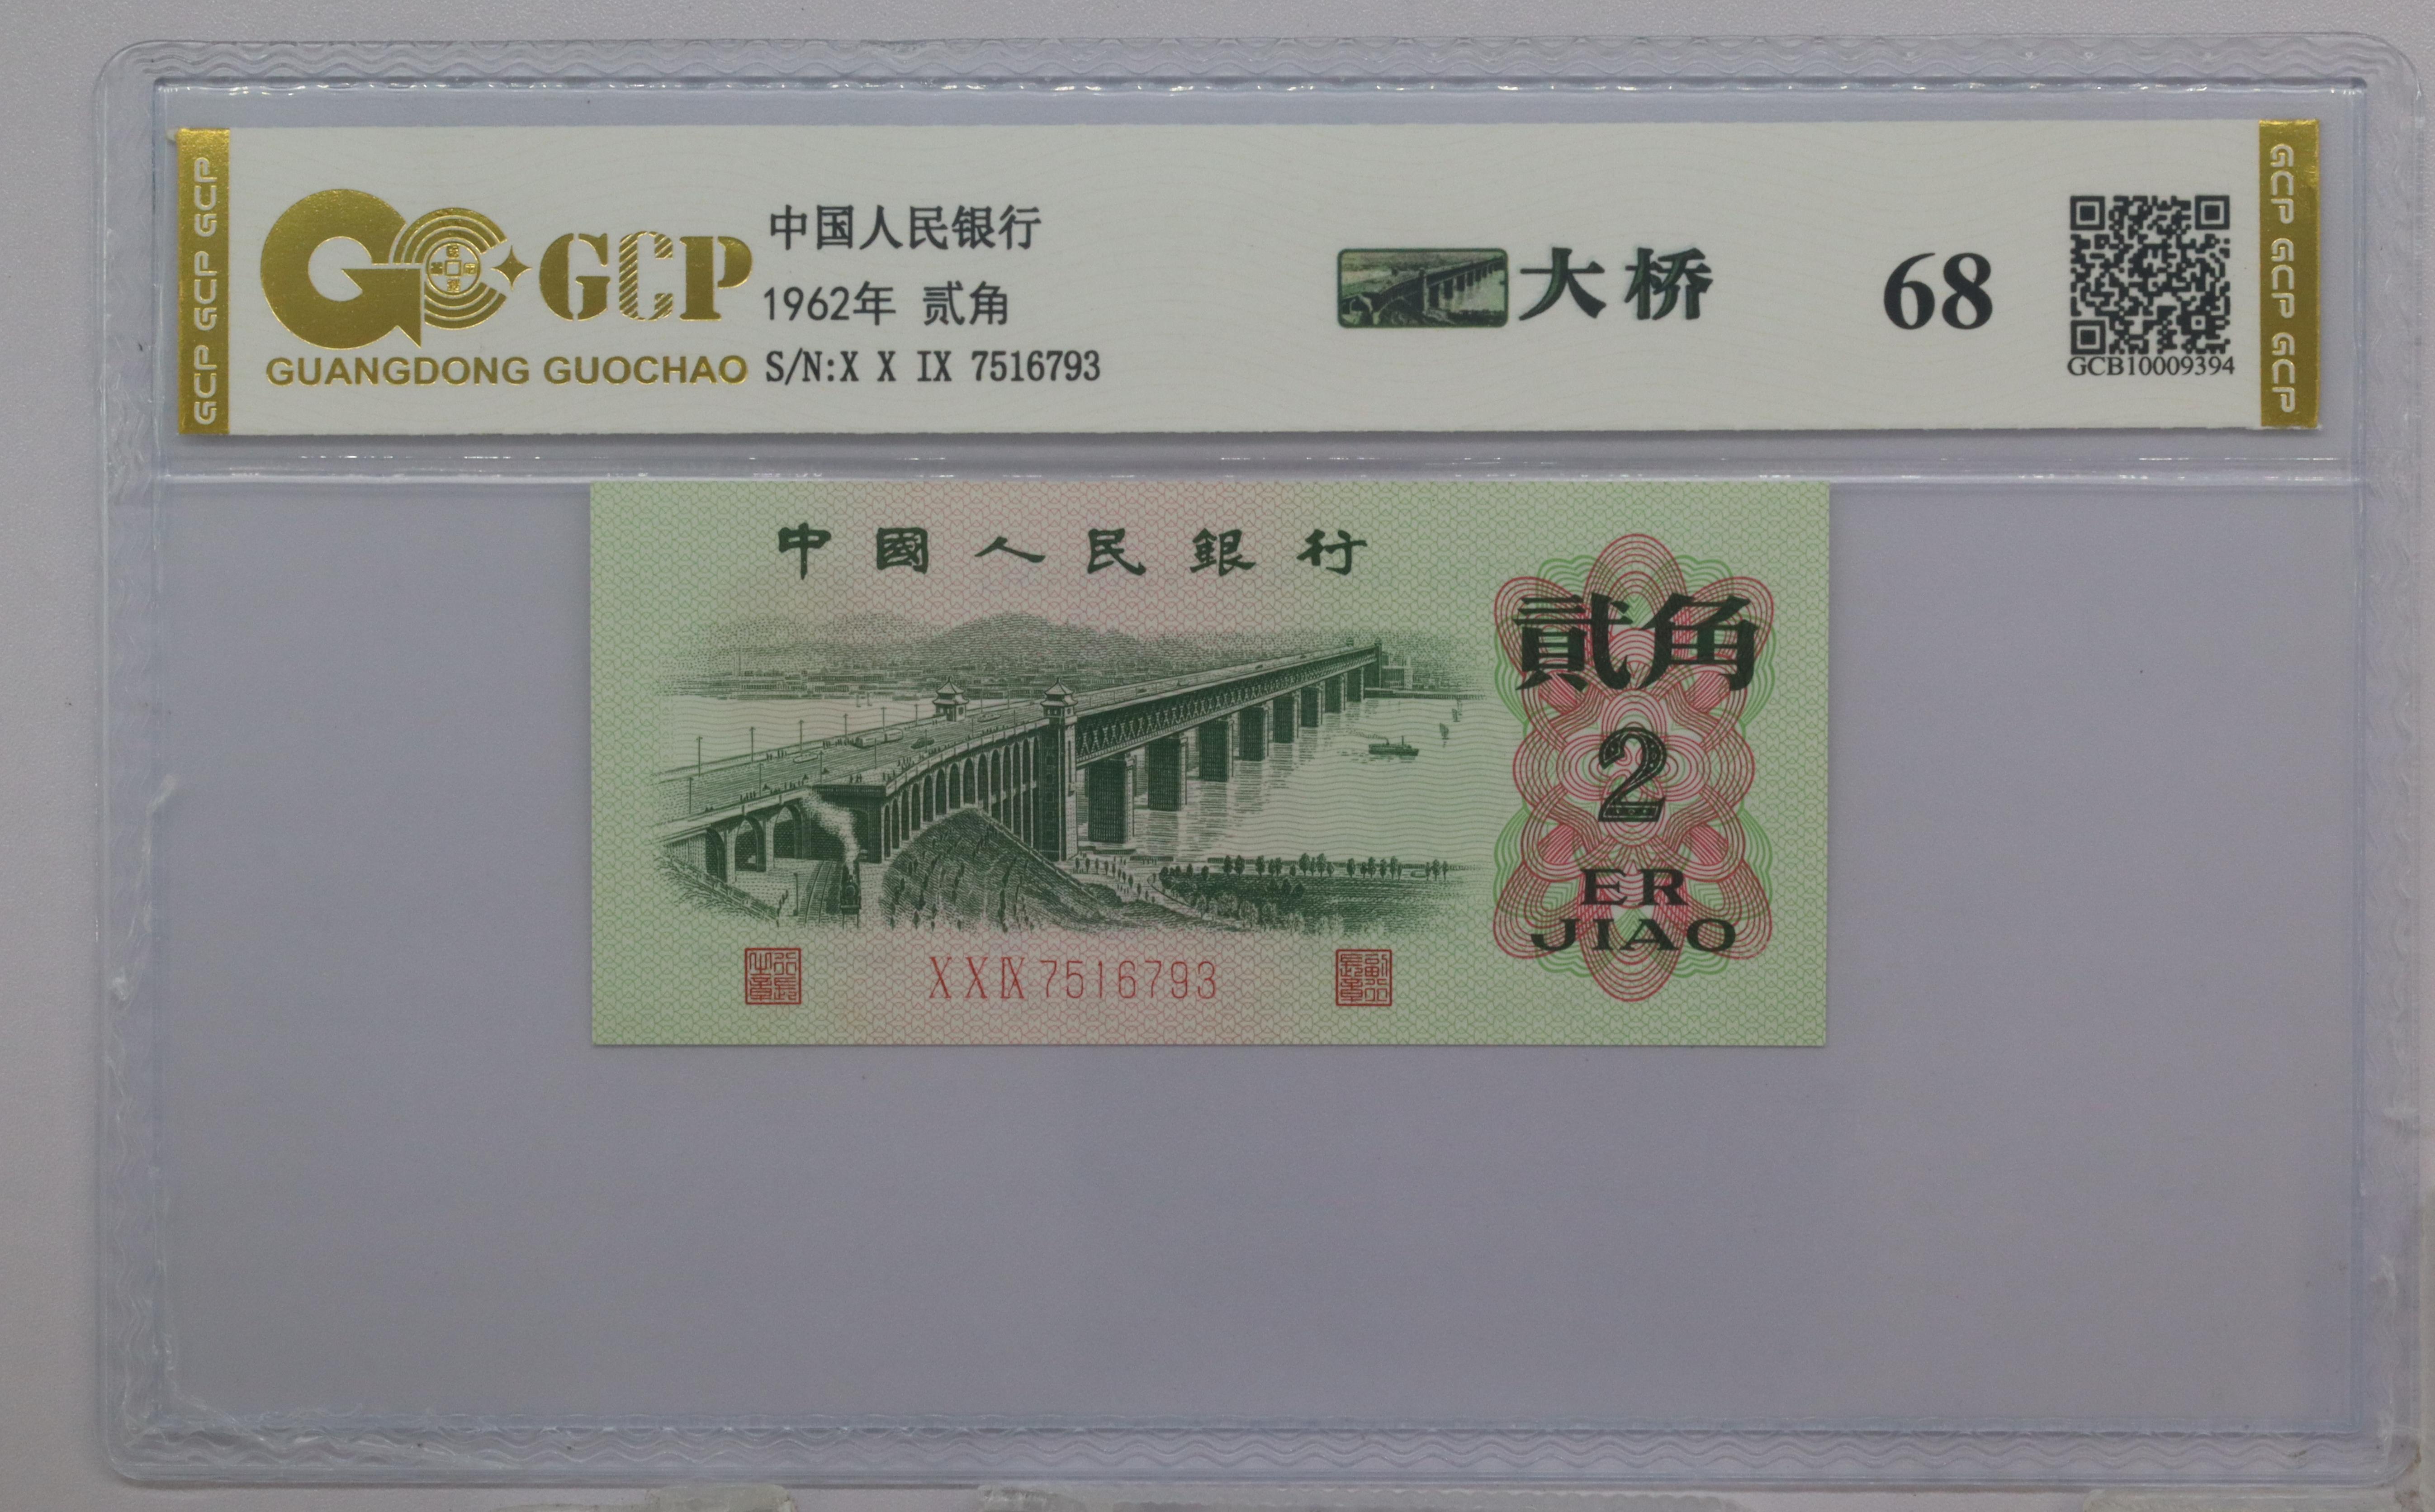 GCP GCP GCP
GCP
GUANGDONG GUOCHAO
中国人民银行
1962年 贰角
S/N:X X IX 7516793
大桥
68
GCB10009394
GCP GCP GCP
中國人民銀行
貳角
2
ER
JIAO
XXIX7516793